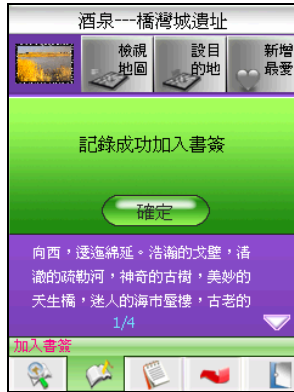 酒泉---橋灣城遺址
檢視地圖
設目的地
新增最愛
記錄成功加入書簽
確定
向西，逶迤綿延。浩瀚的戈壁，清
澈的疏勒河，神奇的古樹，美妙的
天生橋，迷人的海市蜃樓，古老的
1/4
加入書簽